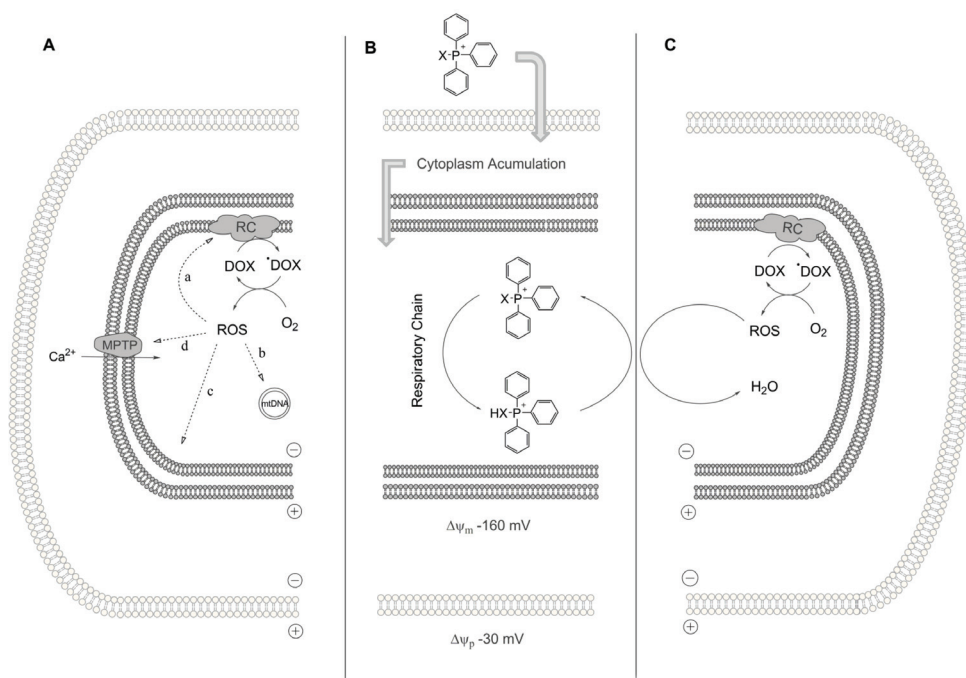 A
RC
DOX •DOX
a
O2
ROS
MPTP
d
b
Ca2+
c
mtDNA
−
+
−
+
B
X-P+
Cytoplasm Acumulation
Respiratory Chain
X-P+
HX-P+
Δψm -160 mV
Δψp -30 mV
C
RC
DOX •DOX
ROS O2
H2O
−
+
−
+